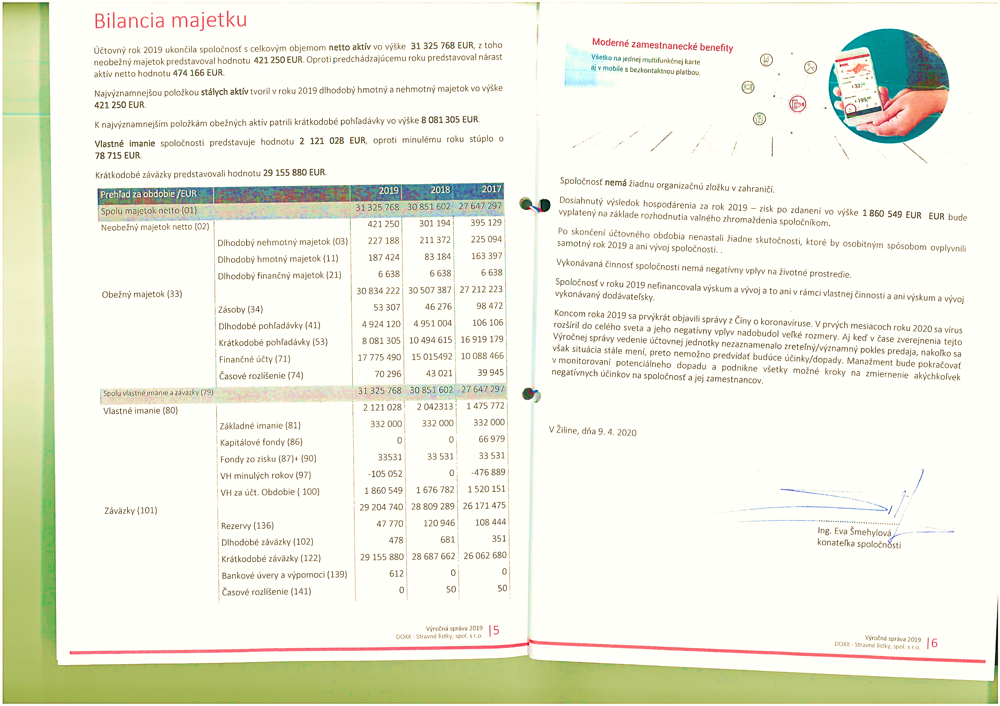 Bilancia majetku
Účtovný rok 2019 ukončila spoločnosť s celkovým objemom netto aktív vo výške 31 325 768 EUR, z toho
neobežný majetok predstavoval hodnotu 421 250 EUR. Oproti predchádzajúcemu roku predstavoval nárast
aktív netto hodnotu 474 166 EUR.
Najvýznamnejšou položkou stálych aktív tvoril v roku 2019 dlhodobý hmotný a nehmotný majetok vo výške
421 250 EUR.
K najvýznamnejším položkám obežných aktív patrili krátkodobé pohľadávky vo výške 8 081 305 EUR.
Vlastné imanie spoločnosti predstavuje hodnotu 2 121 028 EUR, oproti minulému roku stúplo o
78 715 EUR.
Krátkodobé záväzky predstavovali hodnotu 29 155 880 EUR.
Prehľad za obdobie /EUR 2019 2018 2017
Spolu majetok netto (01) 31 325 768 30 851 602 27 647 297
Neobežný majetok netto (02) 421 250 301 194 395 129
Dlhodobý nehmotný majetok (03) 227 188 211 372 225 094
Dlhodobý hmotný majetok (11) 187 424 83 184 163 397
Dlhodobý finančný majetok (21) 6 638 6 638 6 638
Obežný majetok (33) 30 834 222 30 507 387 27 212 223
Zásoby (34) 53 307 46 276 98 472
Dlhodobé pohľadávky (41) 4 924 120 4 951 004 106 106
Krátkodobé pohľadávky (53) 8 081 305 10 494 615 16 919 179
Finančné účty (71) 17 775 490 15 015492 10 088 466
Časové rozlíšenie (74) 70 296 43 021 39 945
Spolu vlastné imanie a záväzky (79) 31 325 768 30 851 602 27 647 297
Vlastné imanie (80) 2 121 028 2 042313 1 475 772
Základné imanie (81) 332 000 332 000 332 000
Kapitálové fondy (86) 0 0 66 979
Fondy zo zisku (87)+ (90) 33531 33 531 33 531
VH minulých rokov (97) -105 052 0 -476 889
VH za účt. Obdobie ( 100) 1 860 549 1 676 782 1 520 151
Záväzky (101) 29 204 740 28 809 289 26 171 475
Rezervy (136) 47 770 120 946 108 444
Dlhodobé záväzky (102) 478 681 351
Krátkodobé záväzky (122) 29 155 880 28 687 662 26 062 680
Bankové úvery a výpomoci (139) 612 0 0
Časové rozlíšenie (141) 0 50 50
Výročná správa 2019
DOXX - Stravné lístky, spol. s r.o. |5
Moderné zamestnanecké benefity
Všetko na jednej multifunkčnej karte
aj v mobile s bezkontaktnou platbou.
€ 32,50
€ 199,00
Spoločnosť nemá žiadnu organizačnú zložku v zahraničí.
Dosiahnutý výsledok hospodárenia za rok 2019 – zisk po zdanení vo výške 1 860 549 EUR EUR bude
vyplatený na základe rozhodnutia valného zhromaždenia spoločníkom.
Po skončení účtovného obdobia nenastali žiadne skutočnosti, ktoré by osobitným spôsobom ovplyvnili
samotný rok 2019 a ani vývoj spoločnosti. .
Vykonávaná činnosť spoločnosti nemá negatívny vplyv na životné prostredie.
Spoločnosť v roku 2019 nefinancovala výskum a vývoj a to ani v rámci vlastnej činnosti a ani výskum a vývoj
vykonávaný dodávateľsky.
Koncom roka 2019 sa prvýkrát objavili správy z Číny o koronavíruse. V prvých mesiacoch roku 2020 sa vírus
rozšíril do celého sveta a jeho negatívny vplyv nadobudol veľké rozmery. Aj keď v čase zverejnenia tejto
Výročnej správy vedenie účtovnej jednotky nezaznamenalo zreteľný/významný pokles predaja, nakoľko sa
však situácia stále mení, preto nemožno predvídať budúce účinky/dopady. Manažment bude pokračovať
v monitorovaní potenciálneho dopadu a podnikne všetky možné kroky na zmiernenie akýchkoľvek
negatívnych účinkov na spoločnosť a jej zamestnancov.
V Žiline, dňa 9. 4. 2020
Ing. Eva Šmehylová
konateľka spoločnosti
Výročná správa 2019
DOXX - Stravné lístky, spol. s r.o. |6